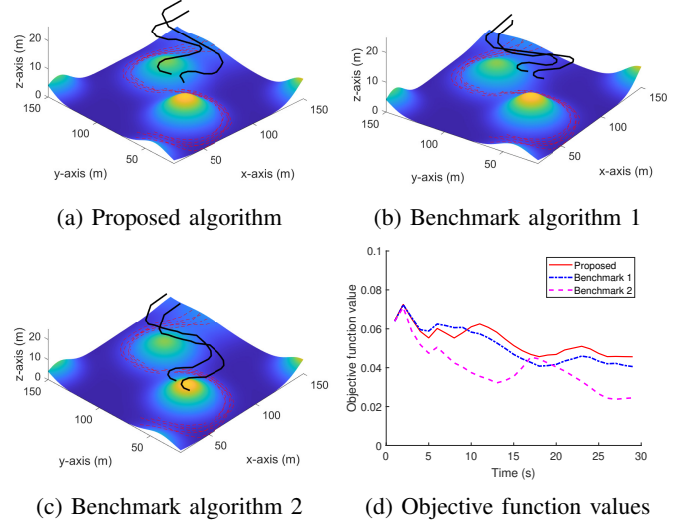 z-axis (m)
20
10
0
150
100
50
y-axis (m)
50
100
150
x-axis (m)
(a) Proposed algorithm
z-axis (m)
20
10
0
150
100
50
y-axis (m)
50
100
150
x-axis (m)
(b) Benchmark algorithm 1
z-axis (m)
20
10
0
150
100
50
y-axis (m)
50
100
150
x-axis (m)
(c) Benchmark algorithm 2
Objective function value
0.1
0.08
0.06
0.04
0.02
0
0 5 10 15 20 25 30
Time (s)
Proposed
Benchmark 1
Benchmark 2
(d) Objective function values